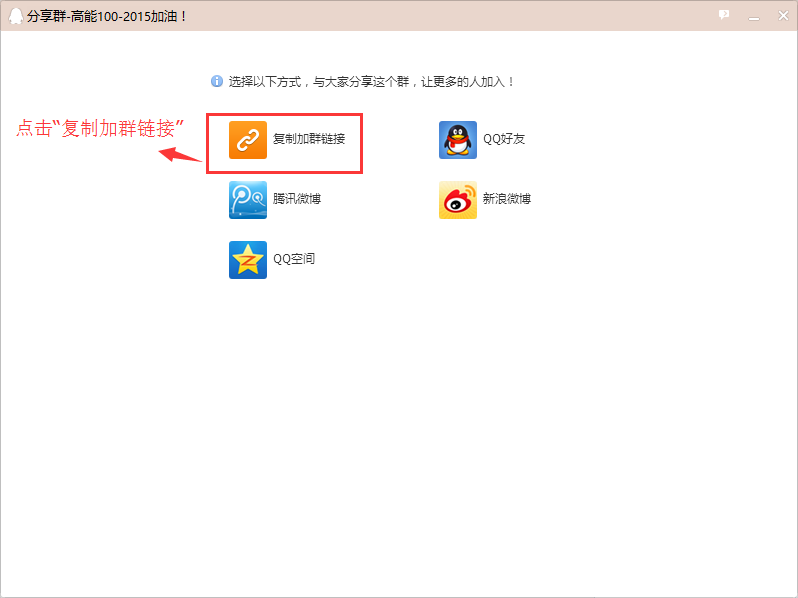 分享群-高能100-2015加油！
选择以下方式，与大家分享这个群，让更多的人加入！
点击“复制加群链接”
复制加群链接
QQ好友
腾讯微博
新浪微博
QQ空间